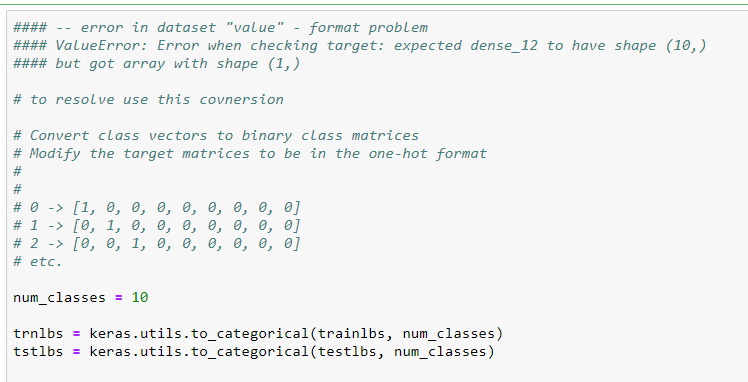 #### -- error in dataset "value" - format problem
#### ValueError: Error when checking target: expected dense_12 to have shape (10,)
#### but got array with shape (1,)
# to resolve use this covnersion
# Convert class vectors to binary class matrices
# Modify the target matrices to be in the one-hot format
#
#
# 0 -> [1, 0, 0, 0, 0, 0, 0, 0, 0]
# 1 -> [0, 1, 0, 0, 0, 0, 0, 0, 0]
# 2 -> [0, 0, 1, 0, 0, 0, 0, 0, 0]
# etc.
num_classes = 10
trnlbs = keras.utils.to_categorical(trainlbs, num_classes)
tstlbs = keras.utils.to_categorical(testlbs, num_classes)